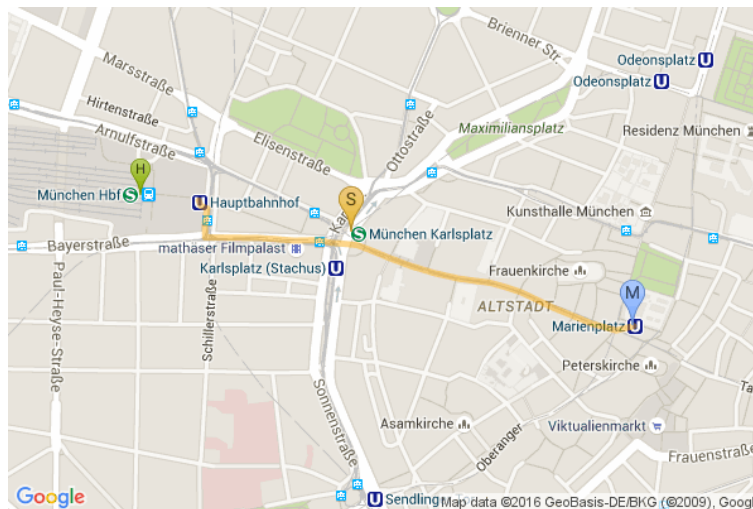 Marsstraße
Hirtenstraße
Arnulfstraße
Elisenstraße
Ottostraße
Brienner Str.
Odeonsplatz
Odeonsplatz
Maximiliansplatz
Residenz München
H
München Hbf
S
Hauptbahnhof
S
S
München Karlsplatz
Kunsthalle München
Bayerstraße
mathäser Filmpalast
Karlsplatz (Stachus)
Frauenkirche
ALTSTADT
M
Marienplatz
Paul-Heyse-Straße
Schillerstraße
Sonnenstraße
Peterskirche
Asamkirche
Viktualienmarkt
Oberanger
Frauenstraße
Google
Map data ©2016 GeoBasis-DE/BKG (©2009), Googl